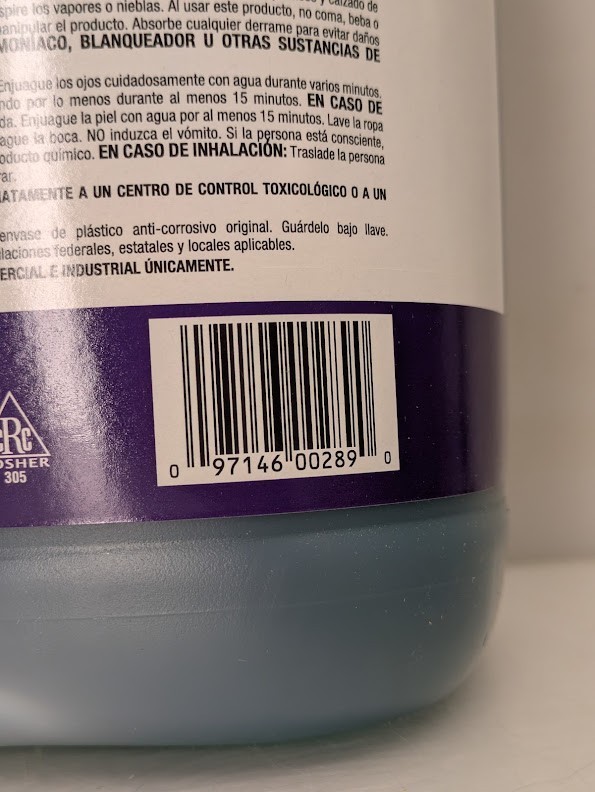 spire los vapores o nieblas. Al usar este producto, no coma, beba o
anipular el producto. Absorbe cualquier derrame para evitar daños
MONÍACO, BLANQUEADOR U OTRAS SUSTANCIAS DE
Enjuague los ojos cuidadosamente con agua durante varios minutos.
ndo por lo menos durante al menos 15 minutos. EN CASO DE
da. Enjuague la piel con agua por al menos 15 minutos. Lave la ropa
ague la boca. NO induzca el vómito. Si la persona está consciente,
oducto químico. EN CASO DE INHALACIÓN: Traslade la persona
rar.
IATAMENTE A UN CENTRO DE CONTROL TOXICOLÓGICO O A UN
envase de plástico anti-corrosivo original. Guárdelo bajo llave.
laciones federales, estatales y locales aplicables.
ERCIAL E INDUSTRIAL ÚNICAMENTE.
cRc
OSHER
305
0 97146 00289 0